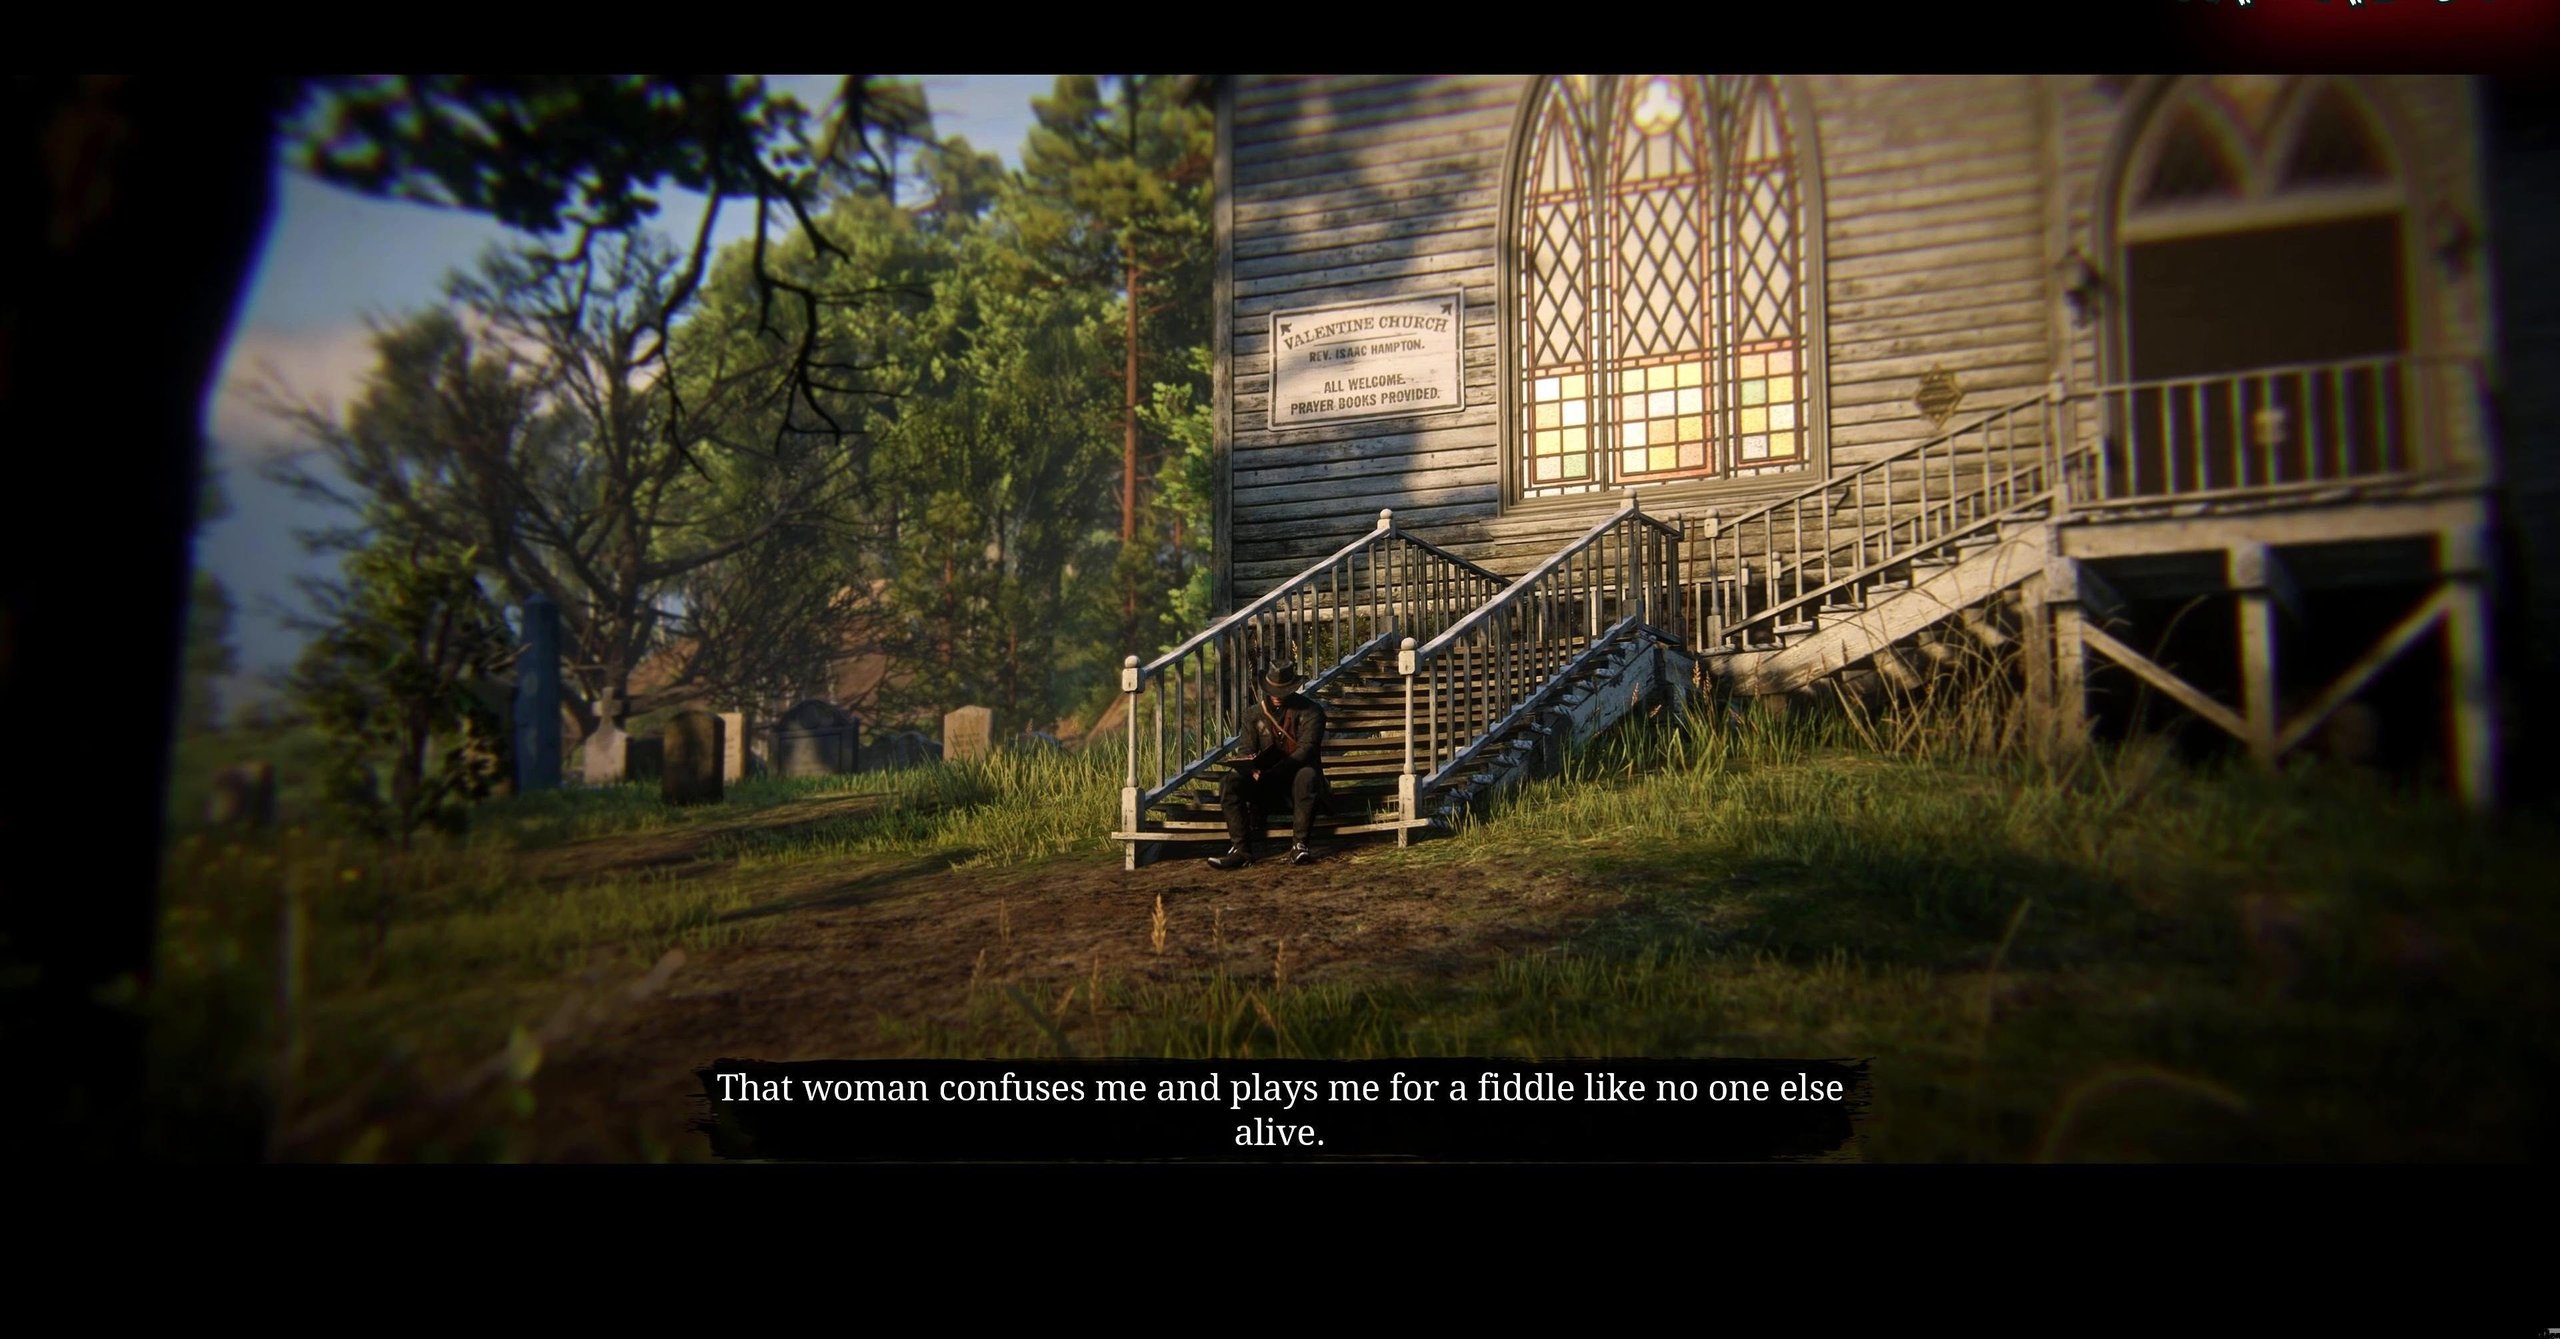 VALENTINE CHURCH
REV. ISAAC HAMPTON.
ALL WELCOME.
PRAYER BOOKS PROVIDED.
That woman confuses me and plays me for a fiddle like no one else
alive.